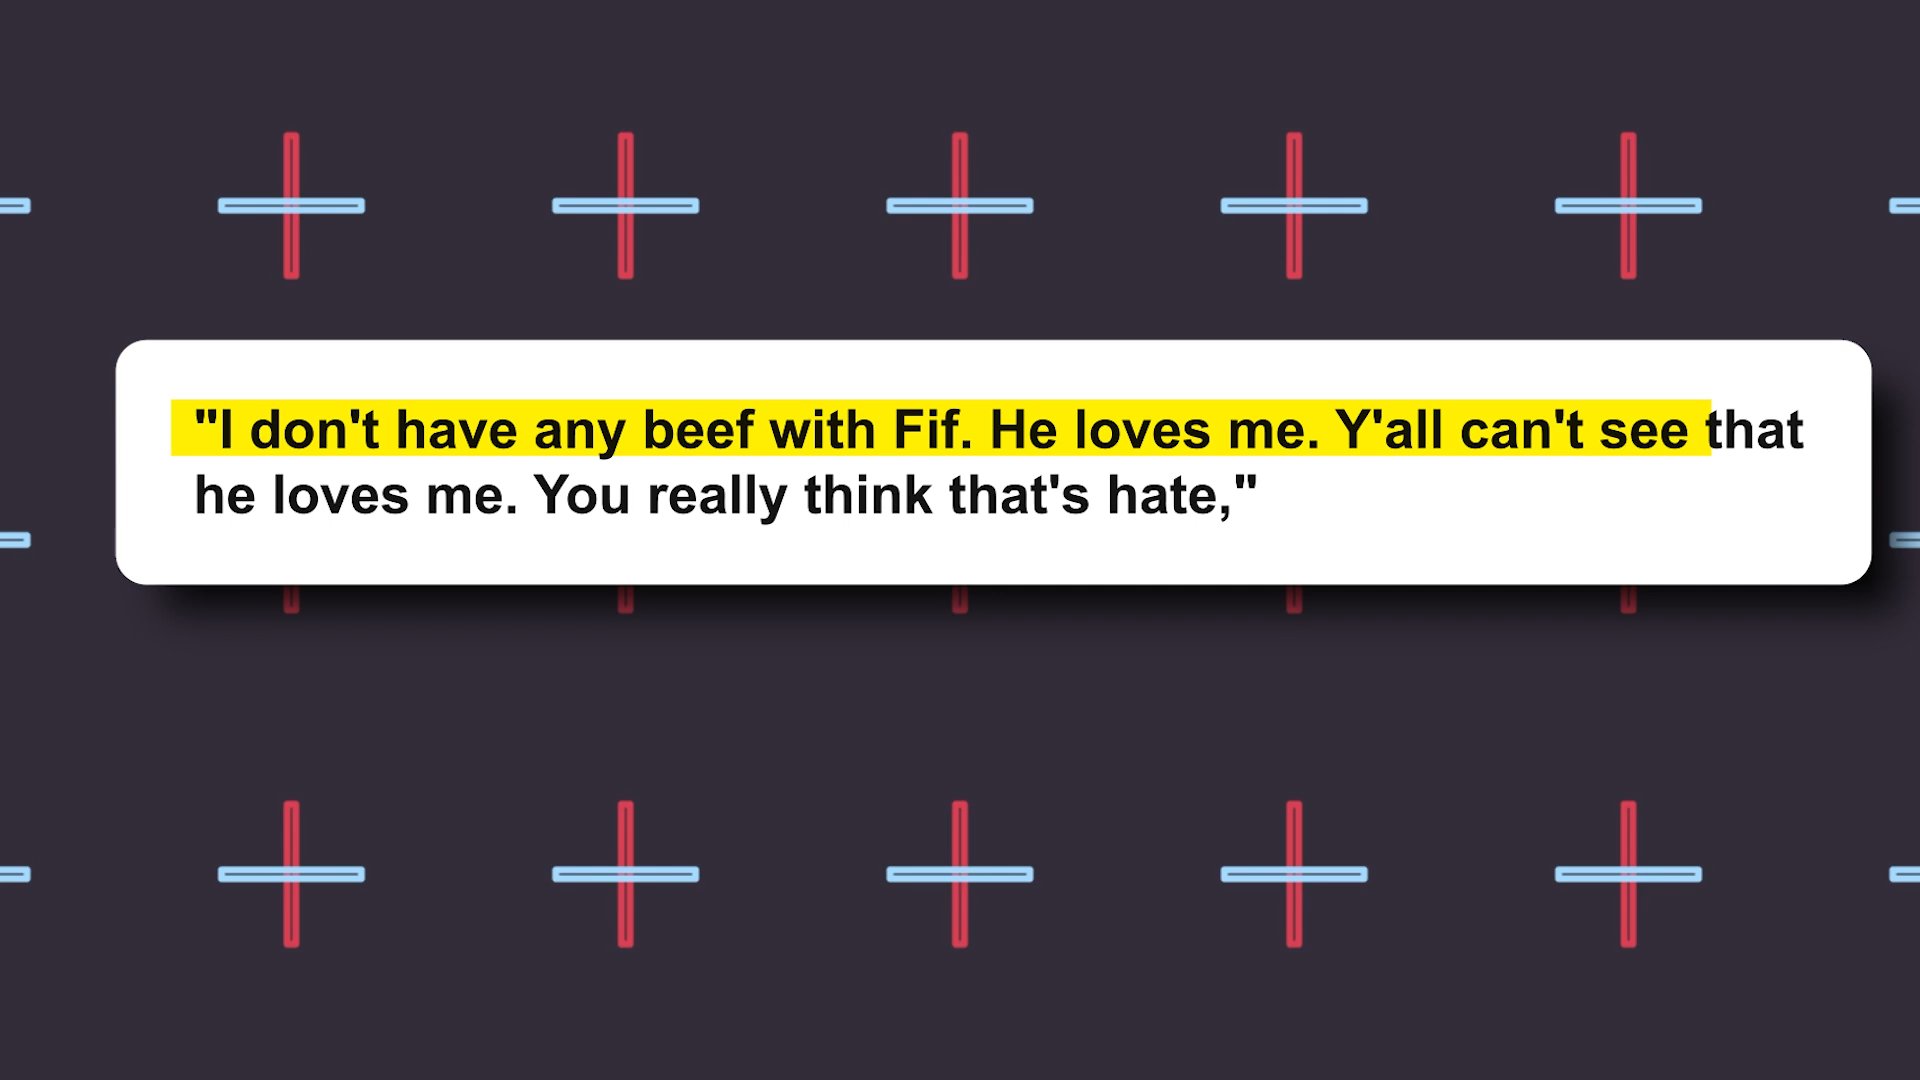 "I don't have any beef with Fif. He loves me. Y'all can't see that
he loves me. You really think that's hate,"